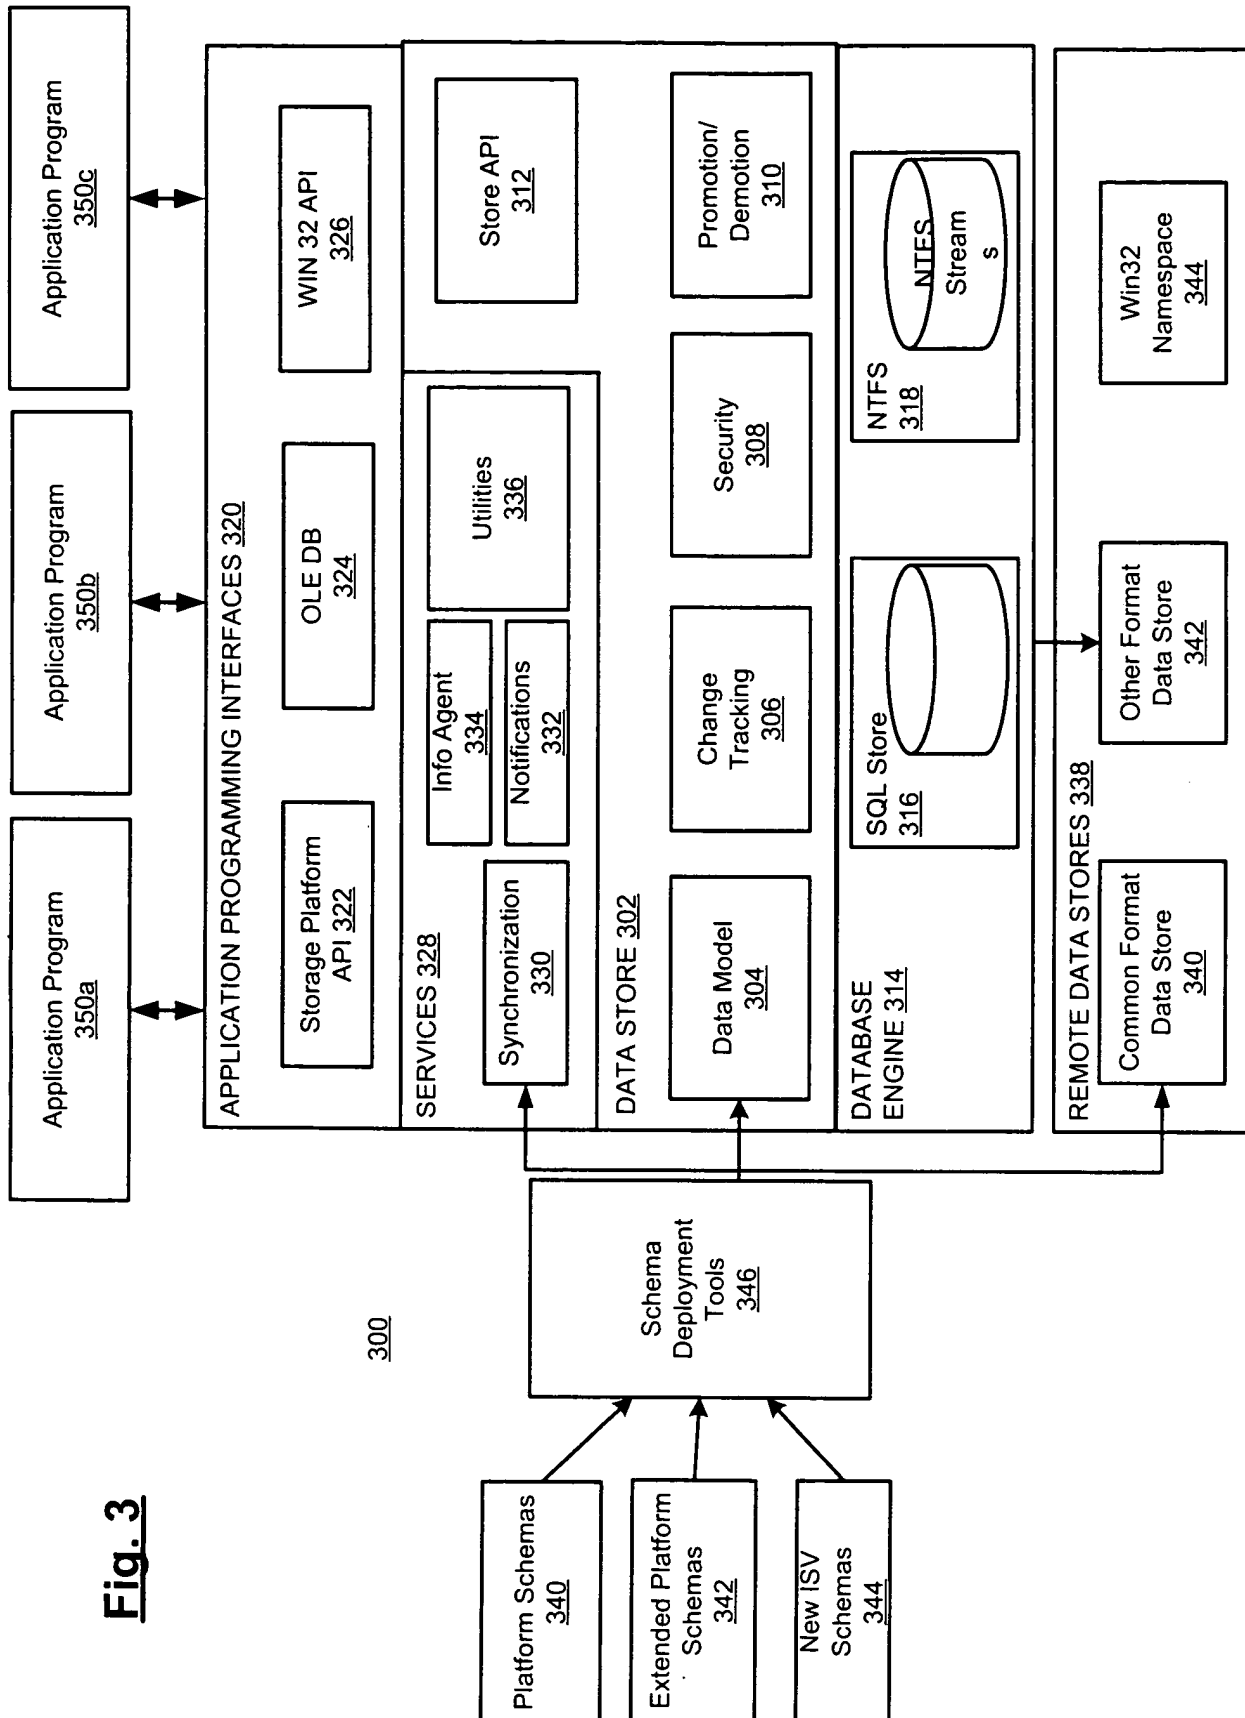 Fig. 3
300
Application Program
350a
Application Program
350b
Application Program
350c
APPLICATION PROGRAMMING INTERFACES 320
Storage Platform
API 322
OLE DB
324
WIN 32 API
326
SERVICES 328
Synchronization
330
Info Agent
334
Notifications
332
Utilities
336
Store API
312
DATA STORE 302
Data Model
304
Change
Tracking
306
Security
308
Promotion/
Demotion
310
DATABASE
ENGINE 314
SQL Store
316
NTFS
318
NTFS
Stream
s
REMOTE DATA STORES 338
Common Format
Data Store
340
Other Format
Data Store
342
Win32
Namespace
344
Schema
Deployment
Tools
346
Platform Schemas
340
Extended Platform
Schemas
342
New ISV
Schemas
344